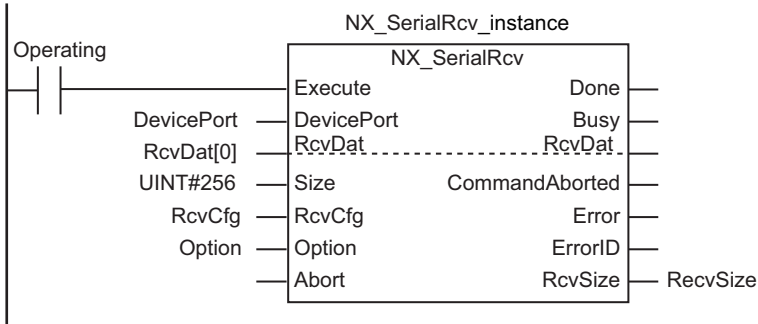 NX_SerialRcv_instance
Operating
NX_SerialRcv
Execute Done
DevicePort DevicePort Busy
RcvDat[0] RcvDat RcvDat
UINT#256 Size CommandAborted
RcvCfg RcvCfg Error
Option Option ErrorID
Abort RcvSize RecvSize